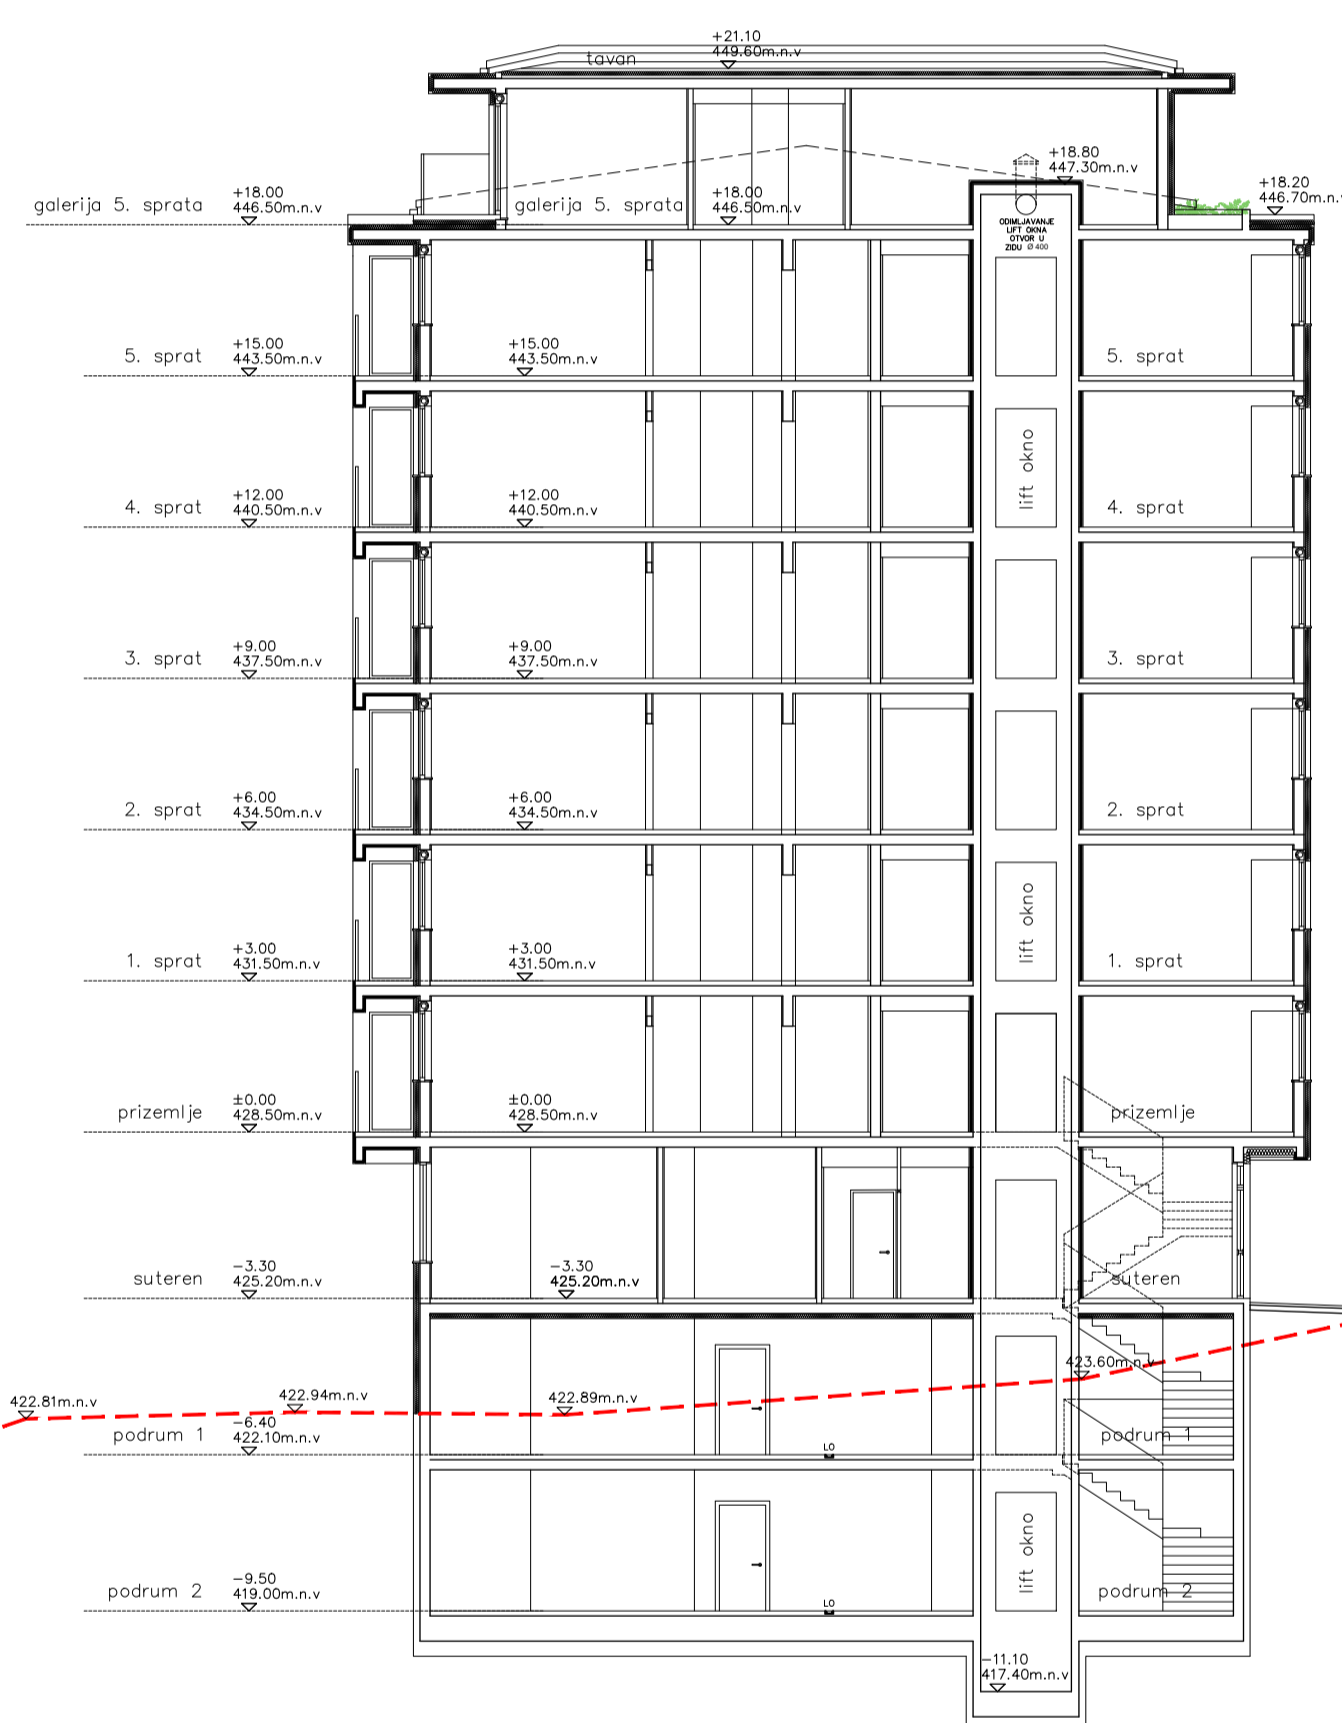 +21.10
449.60m.n.v
tavan
+18.80
447.30m.n.v
+18.00
446.50m.n.v
galerija 5. sprata
galerija 5. sprata
+18.00
446.50m.n.v
+18.20
446.70m.n.v
ODIMLJAVANJE
LIFT OKNA
OTVOR U
ZIDU Ø400
5. sprat
+15.00
443.50m.n.v
+15.00
443.50m.n.v
5. sprat
lift okno
4. sprat
+12.00
440.50m.n.v
+12.00
440.50m.n.v
4. sprat
3. sprat
+9.00
437.50m.n.v
+9.00
437.50m.n.v
3. sprat
2. sprat
+6.00
434.50m.n.v
+6.00
434.50m.n.v
2. sprat
lift okno
1. sprat
+3.00
431.50m.n.v
+3.00
431.50m.n.v
1. sprat
prizemlje
±0.00
428.50m.n.v
±0.00
428.50m.n.v
prizemlje
suteren
−3.30
425.20m.n.v
−3.30
425.20m.n.v
suteren
423.60m.n.v
422.81m.n.v
422.94m.n.v
422.89m.n.v
podrum 1
−6.40
422.10m.n.v
LO
podrum 1
lift okno
podrum 2
−9.50
419.00m.n.v
LO
podrum 2
−11.10
417.40m.n.v